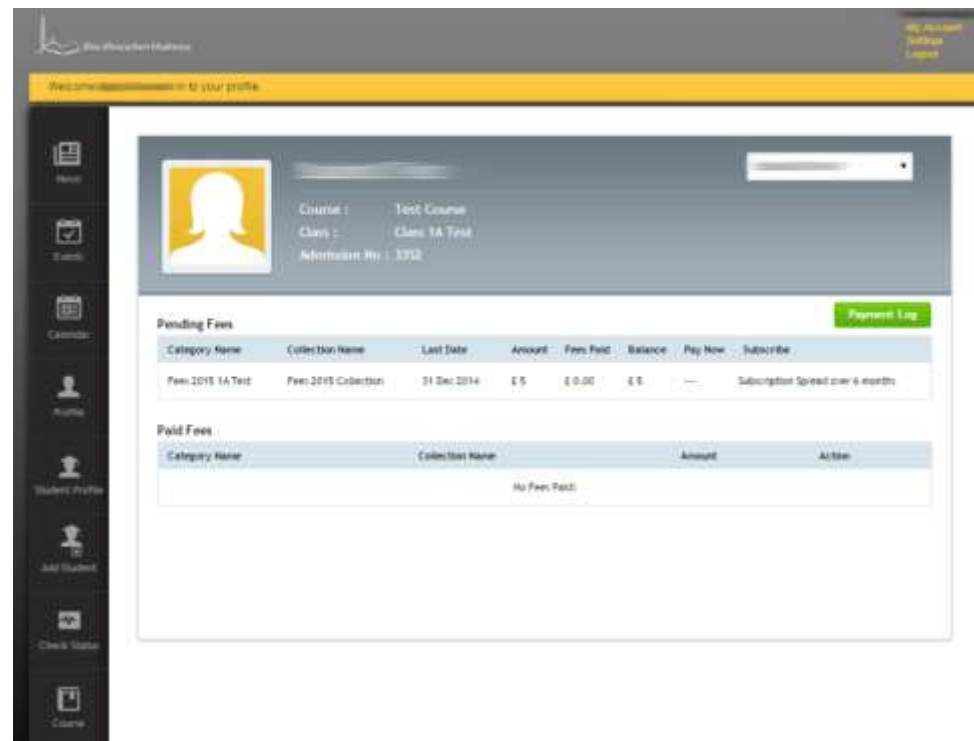 My Account
Settings
Logout
Welcome to your profile.
News
Course : Test Course
Class : Class 1A Test
Admission No : 3352
Events
Calendar
Payment Log
Pending Fees
Category Name Collection Name Last Date Amount Fees Paid Balance Pay Now Subscribe
Fees 2015 1A Test Fees 2015 Collection 31 Dec 2014 £ 5 £ 0.00 £ 5 --- Subscription Spread over 6 months
Profile
Paid Fees
Category Name Collection Name Amount Action
No Fees Paid!
Student Profile
Add Student
Check Status
Course